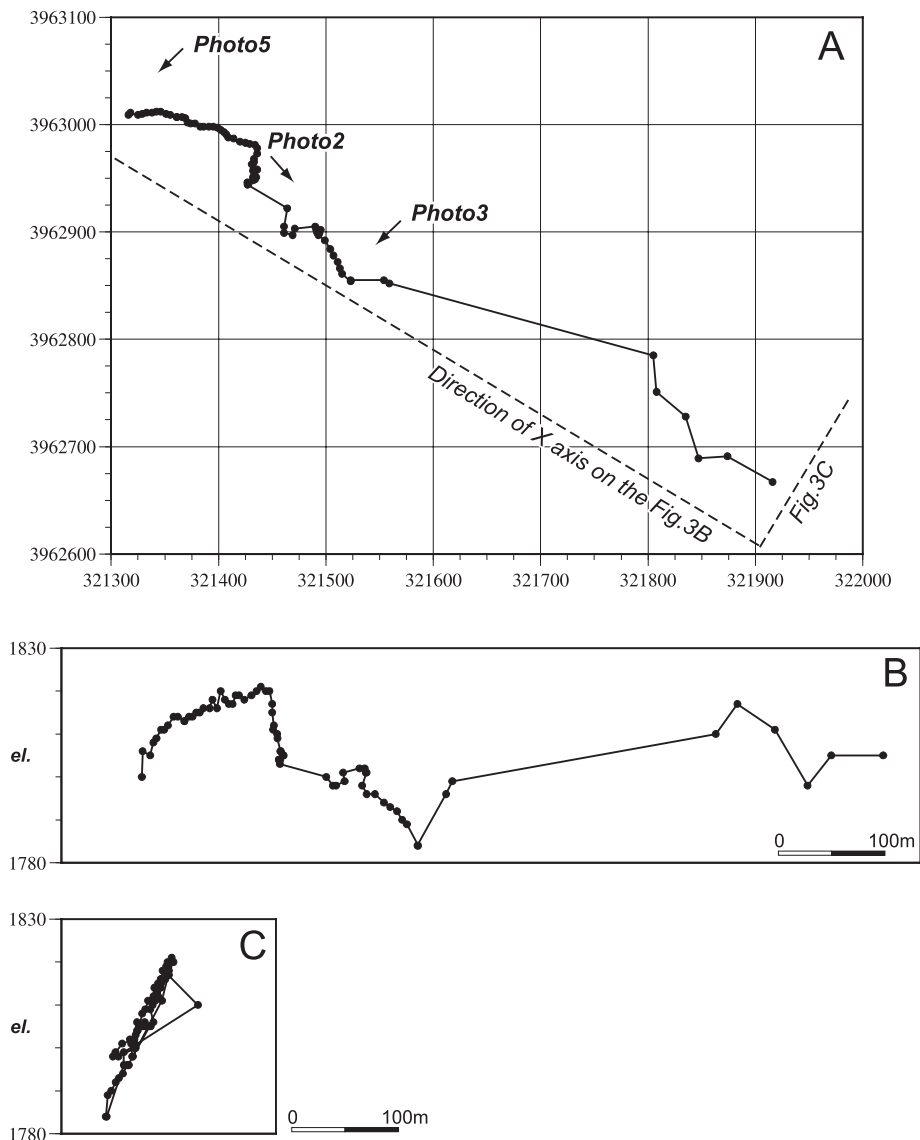 3963100
A
Photo5
3963000
Photo2
Photo3
3962900
3962800
Direction of X axis on the Fig.3B
3962700
Fig.3C
3962600
321300 321400 321500 321600 321700 321800 321900 322000
1830
B
el.
0 100m
1780
1830
C
el.
0 100m
1780